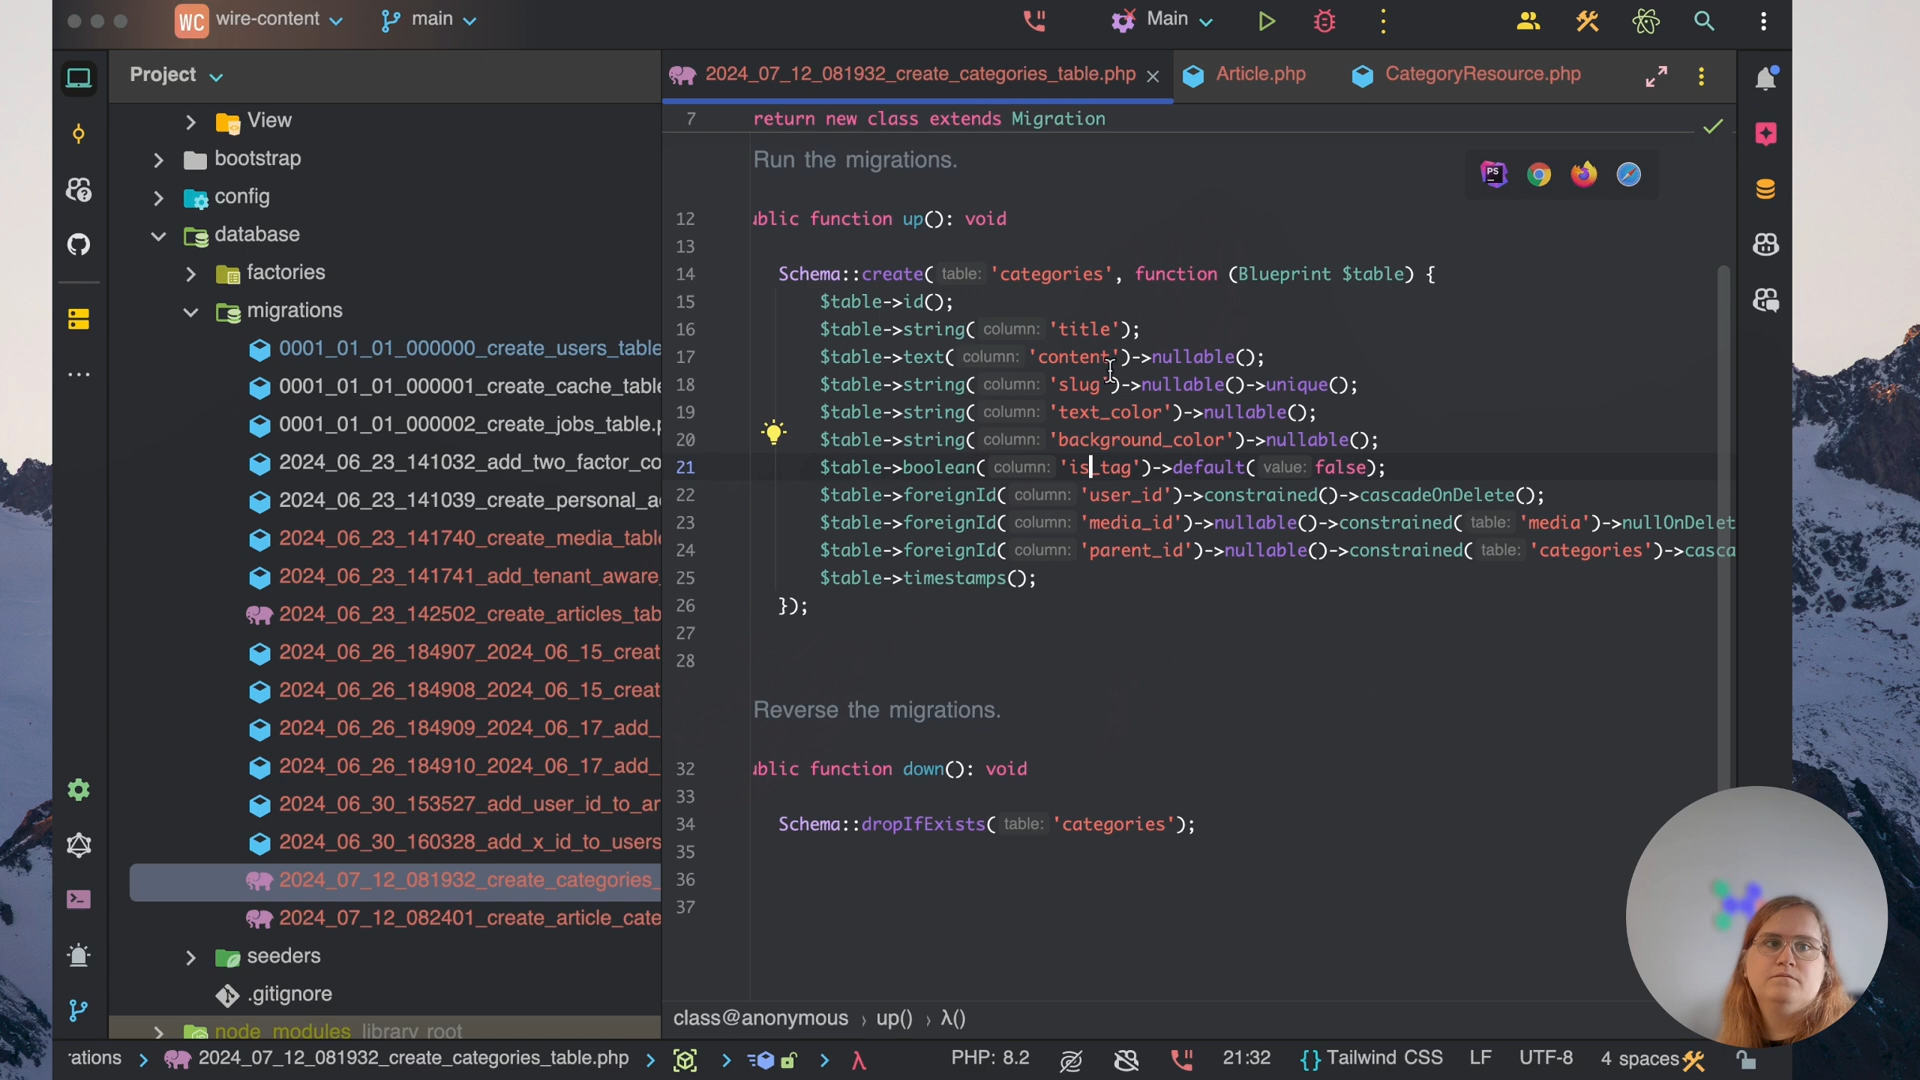 WC wire-content main Main
Project
2024_07_12_081932_create_categories_table.php Article.php CategoryResource.php
View
bootstrap
config
database
factories
migrations
0001_01_01_000000_create_users_table
0001_01_01_000001_create_cache_table
0001_01_01_000002_create_jobs_table.p
2024_06_23_141032_add_two_factor_co
2024_06_23_141039_create_personal_a
2024_06_23_141740_create_media_tabl
2024_06_23_141741_add_tenant_aware_
2024_06_23_142502_create_articles_tab
2024_06_26_184907_2024_06_15_creat
2024_06_26_184908_2024_06_15_creat
2024_06_26_184909_2024_06_17_add_
2024_06_26_184910_2024_06_17_add_
2024_06_30_153527_add_user_id_to_ar
2024_06_30_160328_add_x_id_to_users
2024_07_12_081932_create_categories_
2024_07_12_082401_create_article_cate
seeders
.gitignore
node_modules library root
7 return new class extends Migration
Run the migrations.
PS
12 ublic function up(): void
13
14 Schema::create( table: 'categories', function (Blueprint $table) {
15 $table->id();
16 $table->string( column: 'title');
17 $table->text( column: 'content')->nullable();
18 $table->string( column: 'slug')->nullable()->unique();
19 $table->string( column: 'text_color')->nullable();
20 $table->string( column: 'background_color')->nullable();
21 $table->boolean( column: 'is_tag')->default( value: false);
22 $table->foreignId( column: 'user_id')->constrained()->cascadeOnDelete();
23 $table->foreignId( column: 'media_id')->nullable()->constrained( table: 'media')->nullOnDelet
24 $table->foreignId( column: 'parent_id')->nullable()->constrained( table: 'categories')->casca
25 $table->timestamps();
26 });
27
28
Reverse the migrations.
32 ublic function down(): void
33
34 Schema::dropIfExists( table: 'categories');
35
36
37
class@anonymous › up() › λ()
rations 2024_07_12_081932_create_categories_table.php λ PHP: 8.2 21:32 {} Tailwind CSS LF UTF-8 4 spaces